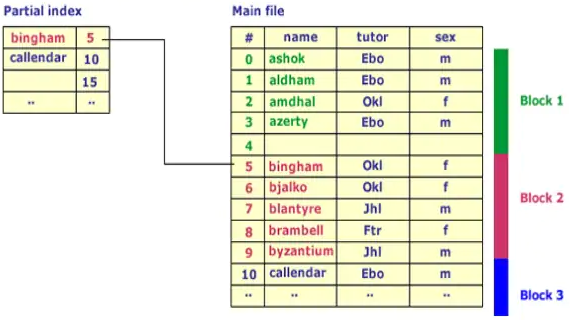 Partial index
bingham 5
callendar 10
15
.. ..
Main file
# name tutor sex
0 ashok Ebo m
1 aldham Ebo m
2 amdhal Okl f
3 azerty Ebo m
4
5 bingham Okl f
6 bjalko Okl f
7 blantyre Jhl m
8 brambell Ftr f
9 byzantium Jhl m
10 callendar Ebo m
.. .. .. ..
Block 1
Block 2
Block 3